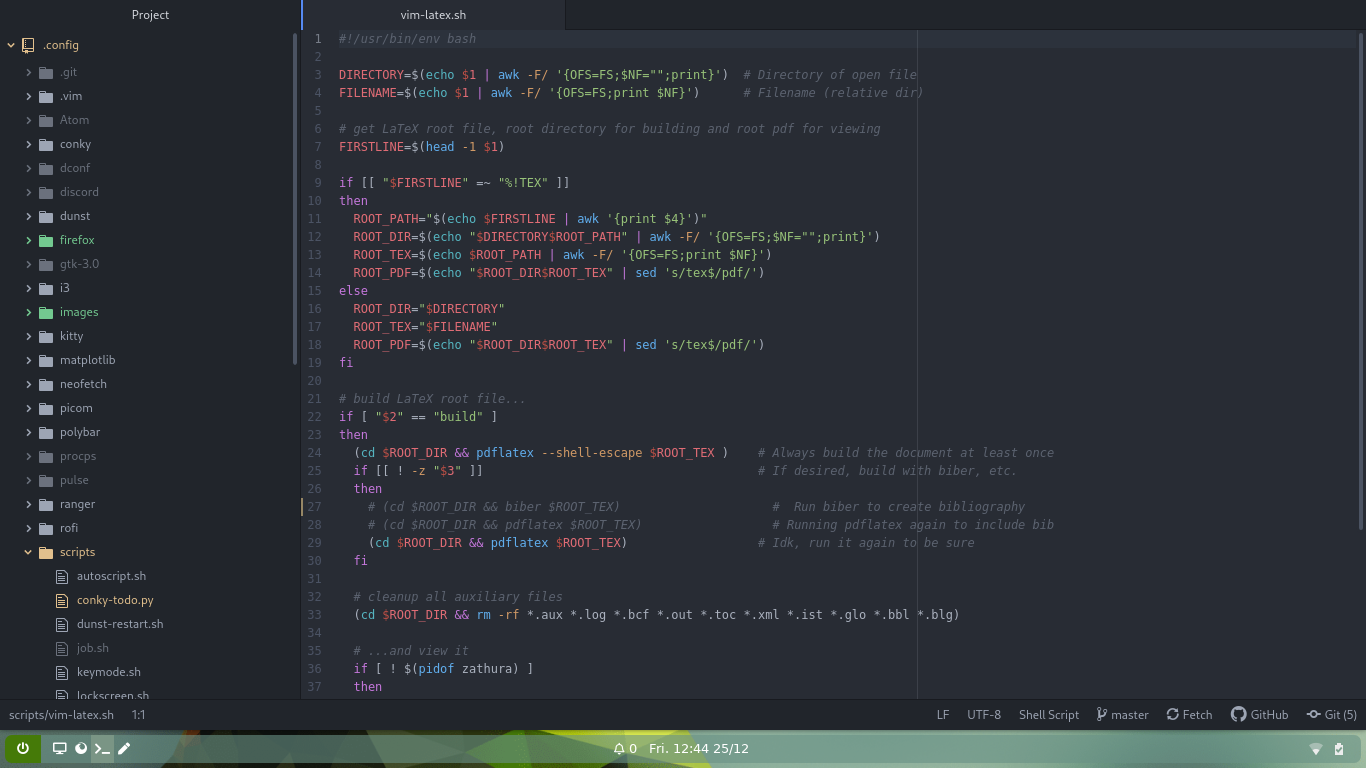 Project
vim-latex.sh
.config
.git
.vim
Atom
conky
dconf
discord
dunst
firefox
gtk-3.0
i3
images
kitty
matplotlib
neofetch
picom
polybar
procps
pulse
ranger
rofi
scripts
autoscript.sh
conky-todo.py
dunst-restart.sh
job.sh
keymode.sh
lockscreen.sh
1 #!/usr/bin/env bash
2
3 DIRECTORY=$(echo $1 | awk -F/ '{OFS=FS;$NF="";print}')  # Directory of open file
4 FILENAME=$(echo $1 | awk -F/ '{OFS=FS;print $NF}')      # Filename (relative dir)
5
6 # get LaTeX root file, root directory for building and root pdf for viewing
7 FIRSTLINE=$(head -1 $1)
8
9 if [[ "$FIRSTLINE" =~ "%!TEX" ]]
10 then
11   ROOT_PATH="$(echo $FIRSTLINE | awk '{print $4}')"
12   ROOT_DIR=$(echo "$DIRECTORY$ROOT_PATH" | awk -F/ '{OFS=FS;$NF="";print}')
13   ROOT_TEX=$(echo $ROOT_PATH | awk -F/ '{OFS=FS;print $NF}')
14   ROOT_PDF=$(echo "$ROOT_DIR$ROOT_TEX" | sed 's/tex$/pdf/')
15 else
16   ROOT_DIR="$DIRECTORY"
17   ROOT_TEX="$FILENAME"
18   ROOT_PDF=$(echo "$ROOT_DIR$ROOT_TEX" | sed 's/tex$/pdf/')
19 fi
20
21 # build LaTeX root file...
22 if [ "$2" == "build" ]
23 then
24   (cd $ROOT_DIR && pdflatex --shell-escape $ROOT_TEX )    # Always build the document at least once
25   if [[ ! -z "$3" ]]                                      # If desired, build with biber, etc.
26   then
27     # (cd $ROOT_DIR && biber $ROOT_TEX)                     #  Run biber to create bibliography
28     # (cd $ROOT_DIR && pdflatex $ROOT_TEX)                  # Running pdflatex again to include bib
29     (cd $ROOT_DIR && pdflatex $ROOT_TEX)                  # Idk, run it again to be sure
30   fi
31
32   # cleanup all auxiliary files
33   (cd $ROOT_DIR && rm -rf *.aux *.log *.bcf *.out *.toc *.xml *.ist *.glo *.bbl *.blg)
34
35   # ...and view it
36   if [ ! $(pidof zathura) ]
37   then
scripts/vim-latex.sh 1:1 LF UTF-8 Shell Script master Fetch GitHub Git (5)
0 Fri. 12:44 25/12